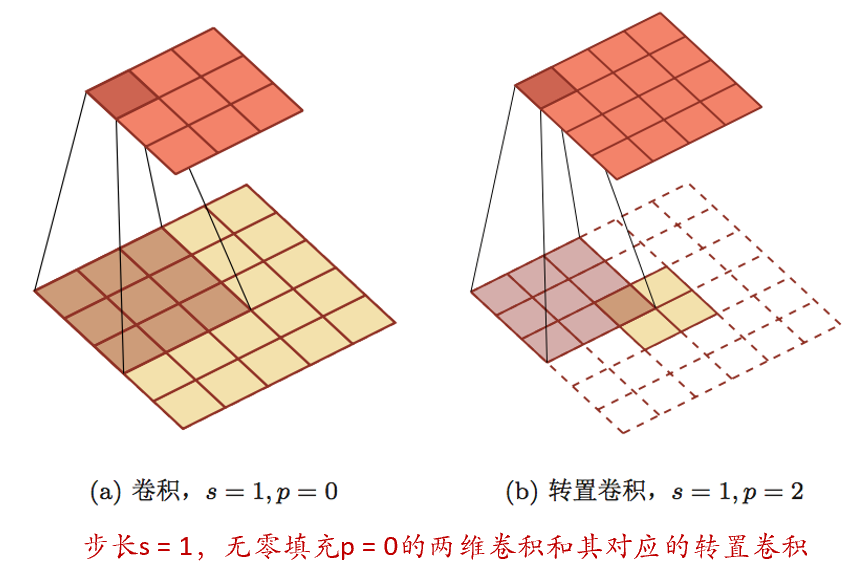 (a) 卷积，s = 1, p = 0
(b) 转置卷积，s = 1, p = 2
步长s = 1，无零填充p = 0的两维卷积和其对应的转置卷积